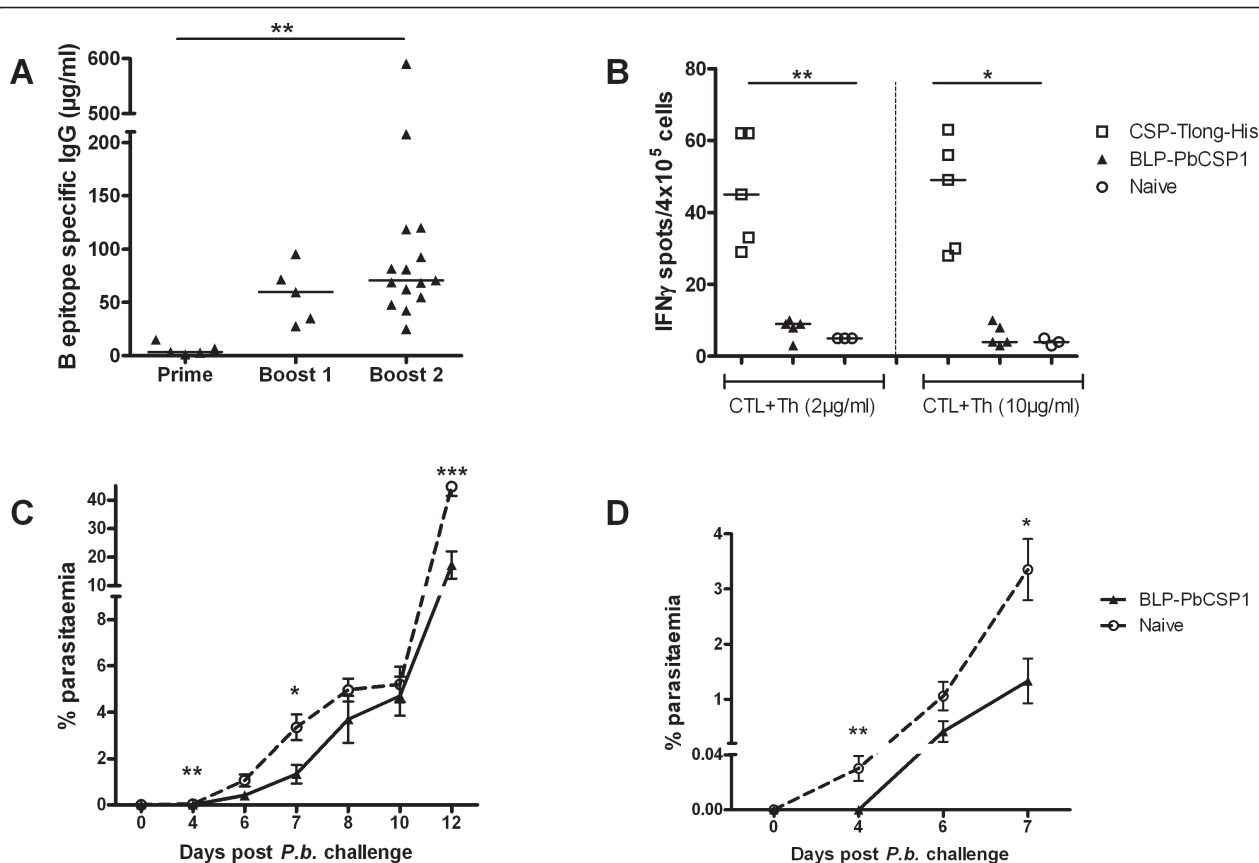 A
**
B epitope specific IgG (µg/ml)
600
500
200
150
100
50
0
Prime Boost 1 Boost 2
B
** *
IFNγ spots/4x10⁵ cells
80
60
40
20
0
CTL+Th (2µg/ml) CTL+Th (10µg/ml)
CSP-Tlong-His
BLP-PbCSP1
Naive
C
***
*
**
% parasitaemia
40
30
20
10
8
6
4
2
0
0 4 6 7 8 10 12
Days post P.b. challenge
D
*
**
% parasitaemia
4
3
2
1
0.04
0.00
0 4 6 7
Days post P.b. challenge
BLP-PbCSP1
Naive